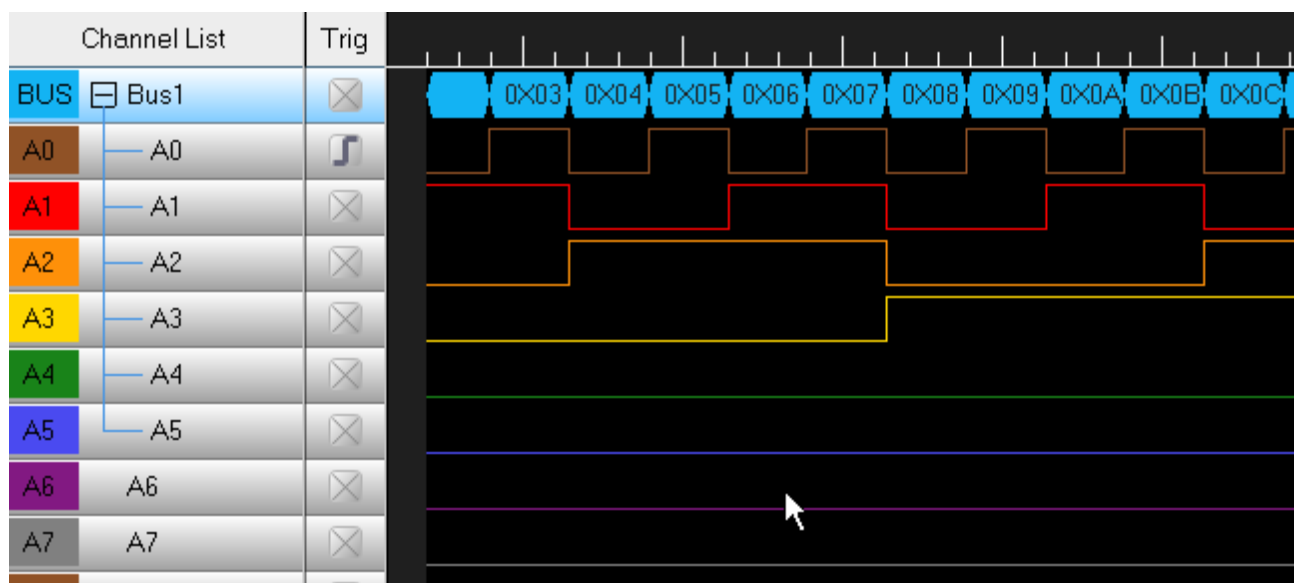 Channel List Trig
BUS Bus1 0X03 0X04 0X05 0X06 0X07 0X08 0X09 0X0A 0X0B 0X0C
A0 A0
A1 A1
A2 A2
A3 A3
A4 A4
A5 A5
A6 A6
A7 A7